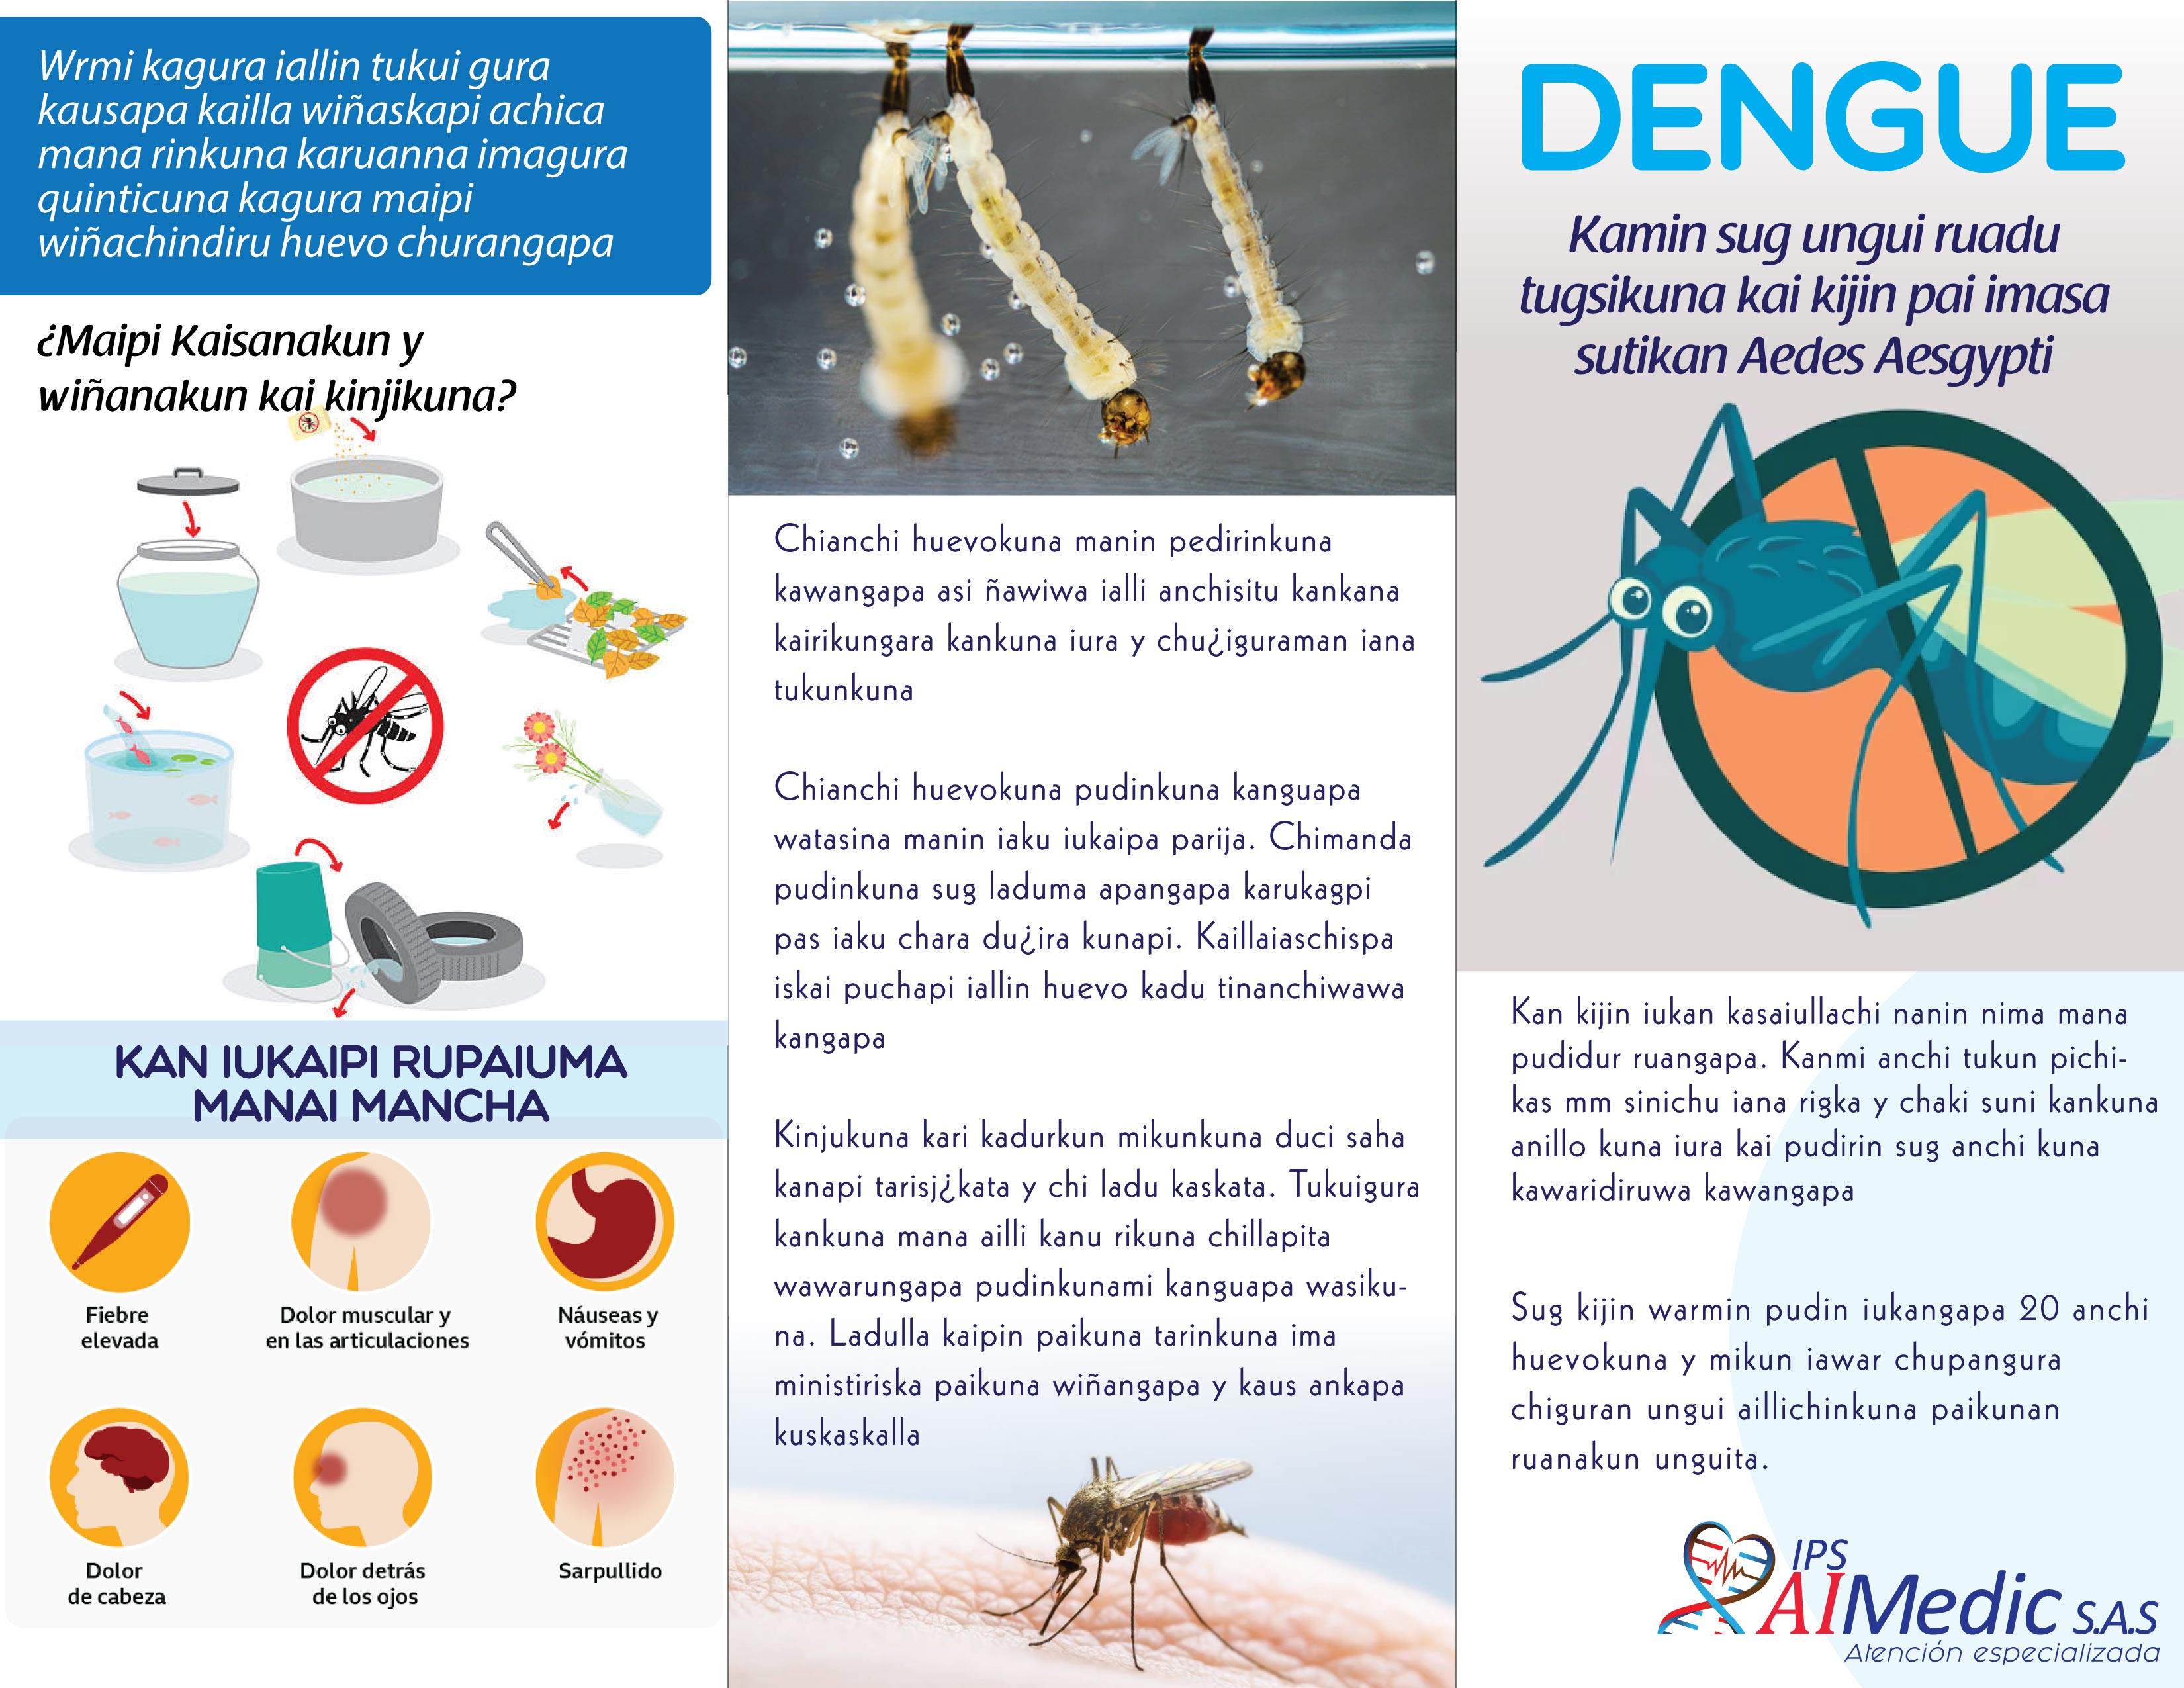 Wrmi kagura iallin tukui gura
kausapa kailla wiñaskapi achica
mana rinkuna karuanna imagura
quinticuna kagura maipi
wiñachindiru huevo churangapa
¿Maipi Kaisanakun y
wiñanakun kai kinjikuna?
KAN IUKAIPI RUPAIUMA
MANAI MANCHA
Fiebre
elevada
Dolor muscular y
en las articulaciones
Náuseas y
vómitos
Dolor
de cabeza
Dolor detrás
de los ojos
Sarpullido
Chianchi huevokuna manin pedirinkuna
kawangapa asi ñawiwa ialli anchisitu kankana
kairikungara kankuna iura y chu¿iguraman iana
tukunkuna
Chianchi huevokuna pudinkuna kanguapa
watasina manin iaku iukaipa parija. Chimanda
pudinkuna sug laduma apangapa karukagpi
pas iaku chara du¿ira kunapi. Kaillaiaschispa
iskai puchapi iallin huevo kadu tinanchiwawa
kangapa
Kinjukuna kari kadurkun mikunkuna duci saha
kanapi tarisj¿kata y chi ladu kaskata. Tukuigura
kankuna mana ailli kanu rikuna chillapita
wawarungapa pudinkunami kanguapa wasiku-
na. Ladulla kaipin paikuna tarinkuna ima
ministiriska paikuna wiñangapa y kaus ankapa
kuskaskalla
DENGUE
Kamin sug ungui ruadu
tugsikuna kai kijin pai imasa
sutikan Aedes Aesgypti
Kan kijin iukan kasaiullachi nanin nima mana
pudidur ruangapa. Kanmi anchi tukun pichi-
kas mm sinichu iana rigka y chaki suni kankuna
anillo kuna iura kai pudirin sug anchi kuna
kawaridiruwa kawangapa
Sug kijin warmin pudin iukangapa 20 anchi
huevokuna y mikun iawar chupangura
chiguran ungui aillichinkuna paikunan
ruanakun unguita.
IPS
AIMedic S.A.S
Atención especializada